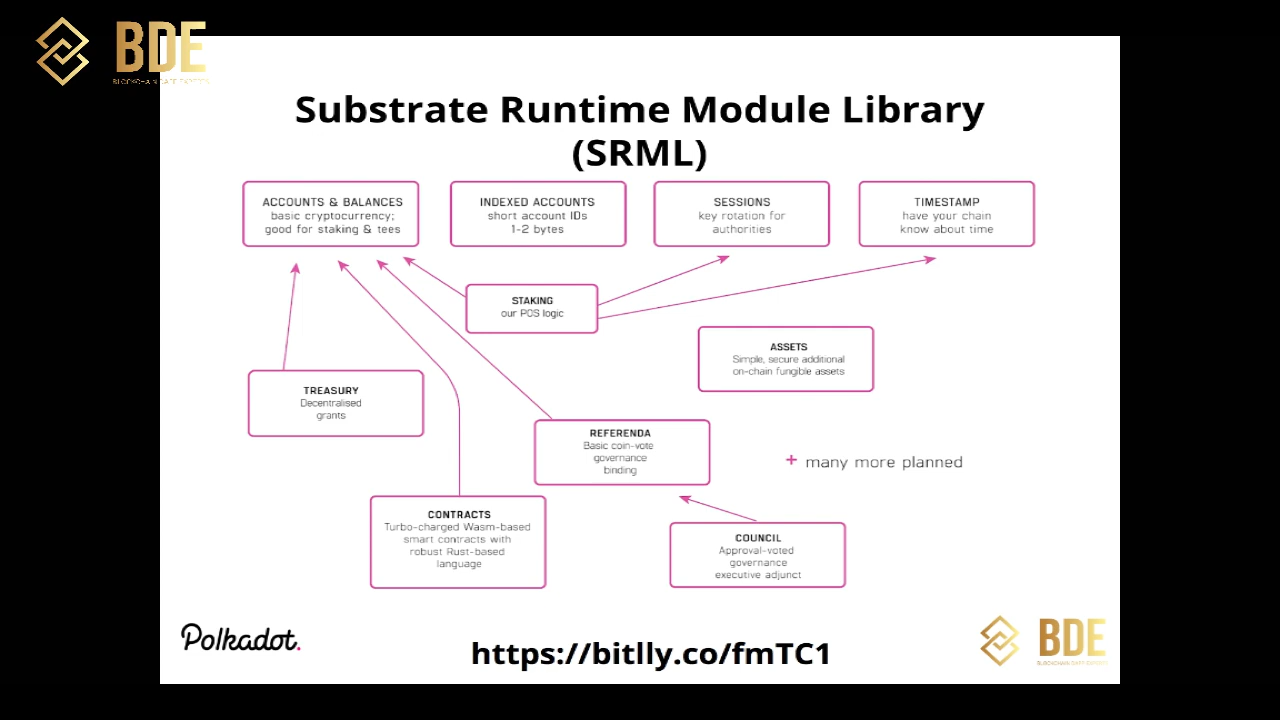 BDE
BLOCKCHAIN DAPP EXPERTS
Substrate Runtime Module Library
(SRML)
ACCOUNTS & BALANCES
basic cryptocurrency;
good for staking & tees
INDEXED ACCOUNTS
short account IDs
1-2 bytes
SESSIONS
key rotation for
authorities
TIMESTAMP
have your chain
know about time
STAKING
our POS logic
ASSETS
Simple, secure additional
on-chain fungible assets
TREASURY
Decentralised
grants
REFERENDA
Basic coin-vote
governance
binding
+ many more planned
CONTRACTS
Turbo-charged Wasm-based
smart contracts with
robust Rust-based
language
COUNCIL
Approval-voted
governance
executive adjunct
Polkadot.
https://bitlly.co/fmTC1
BDE